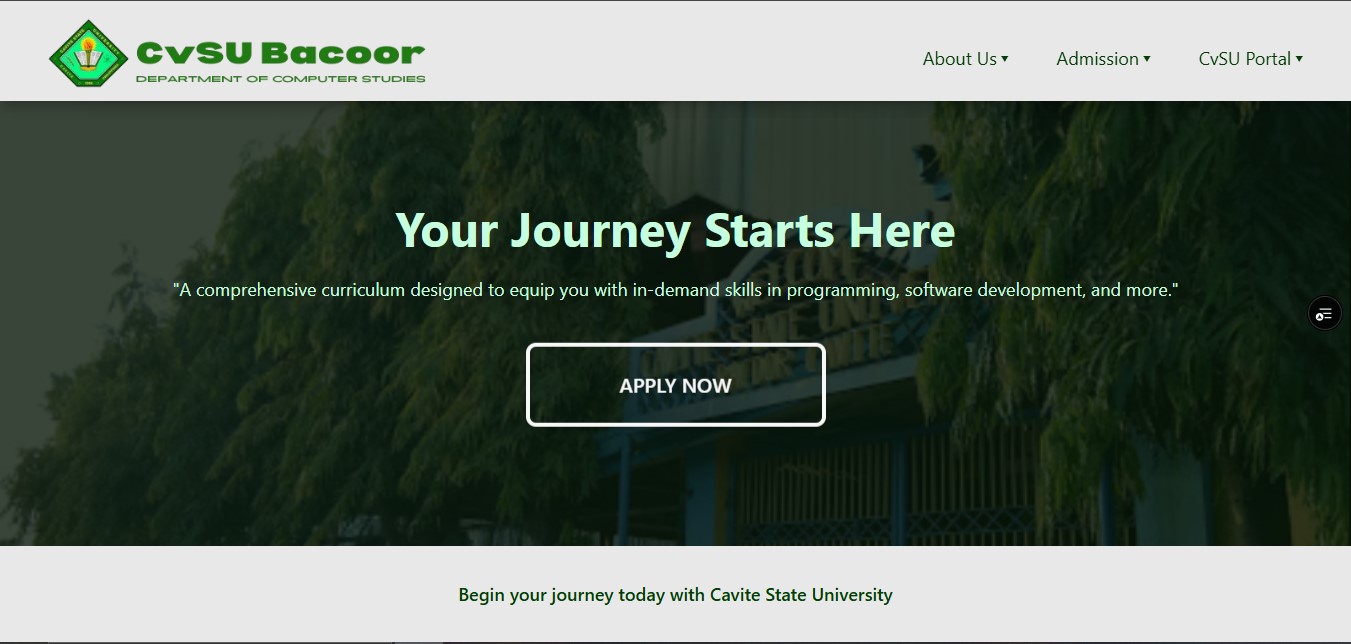 CvSU Bacoor
DEPARTMENT OF COMPUTER STUDIES
About Us ▾
Admission ▾
CvSU Portal ▾
Your Journey Starts Here
"A comprehensive curriculum designed to equip you with in-demand skills in programming, software development, and more."
APPLY NOW
Begin your journey today with Cavite State University